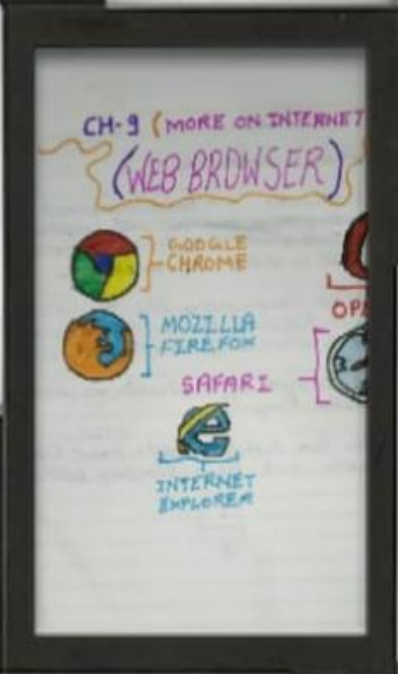 CH-9 (MORE ON INTERNET
(WEB BROWSER)
GOOGLE
CHROME
MOZILLA
FIREFOX
SAFARI
INTERNET
EXPLORER